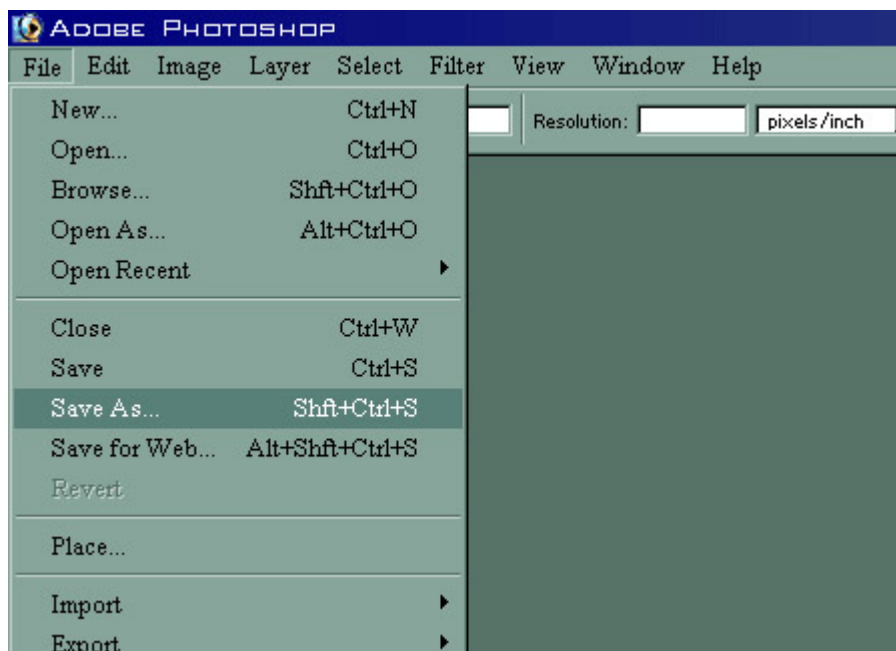 ADOBE PHOTOSHOP
File Edit Image Layer Select Filter View Window Help
Resolution: pixels/inch
New... Ctrl+N
Open... Ctrl+O
Browse... Shft+Ctrl+O
Open As... Alt+Ctrl+O
Open Recent
Close Ctrl+W
Save Ctrl+S
Save As... Shft+Ctrl+S
Save for Web... Alt+Shft+Ctrl+S
Revert
Place...
Import
Export